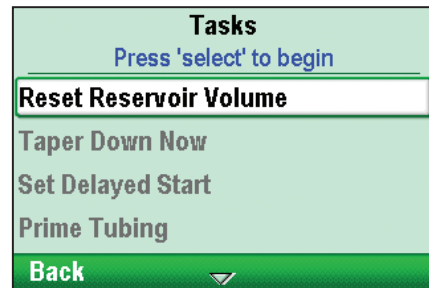 Tasks
Press 'select' to begin
Reset Reservoir Volume
Taper Down Now
Set Delayed Start
Prime Tubing
Back